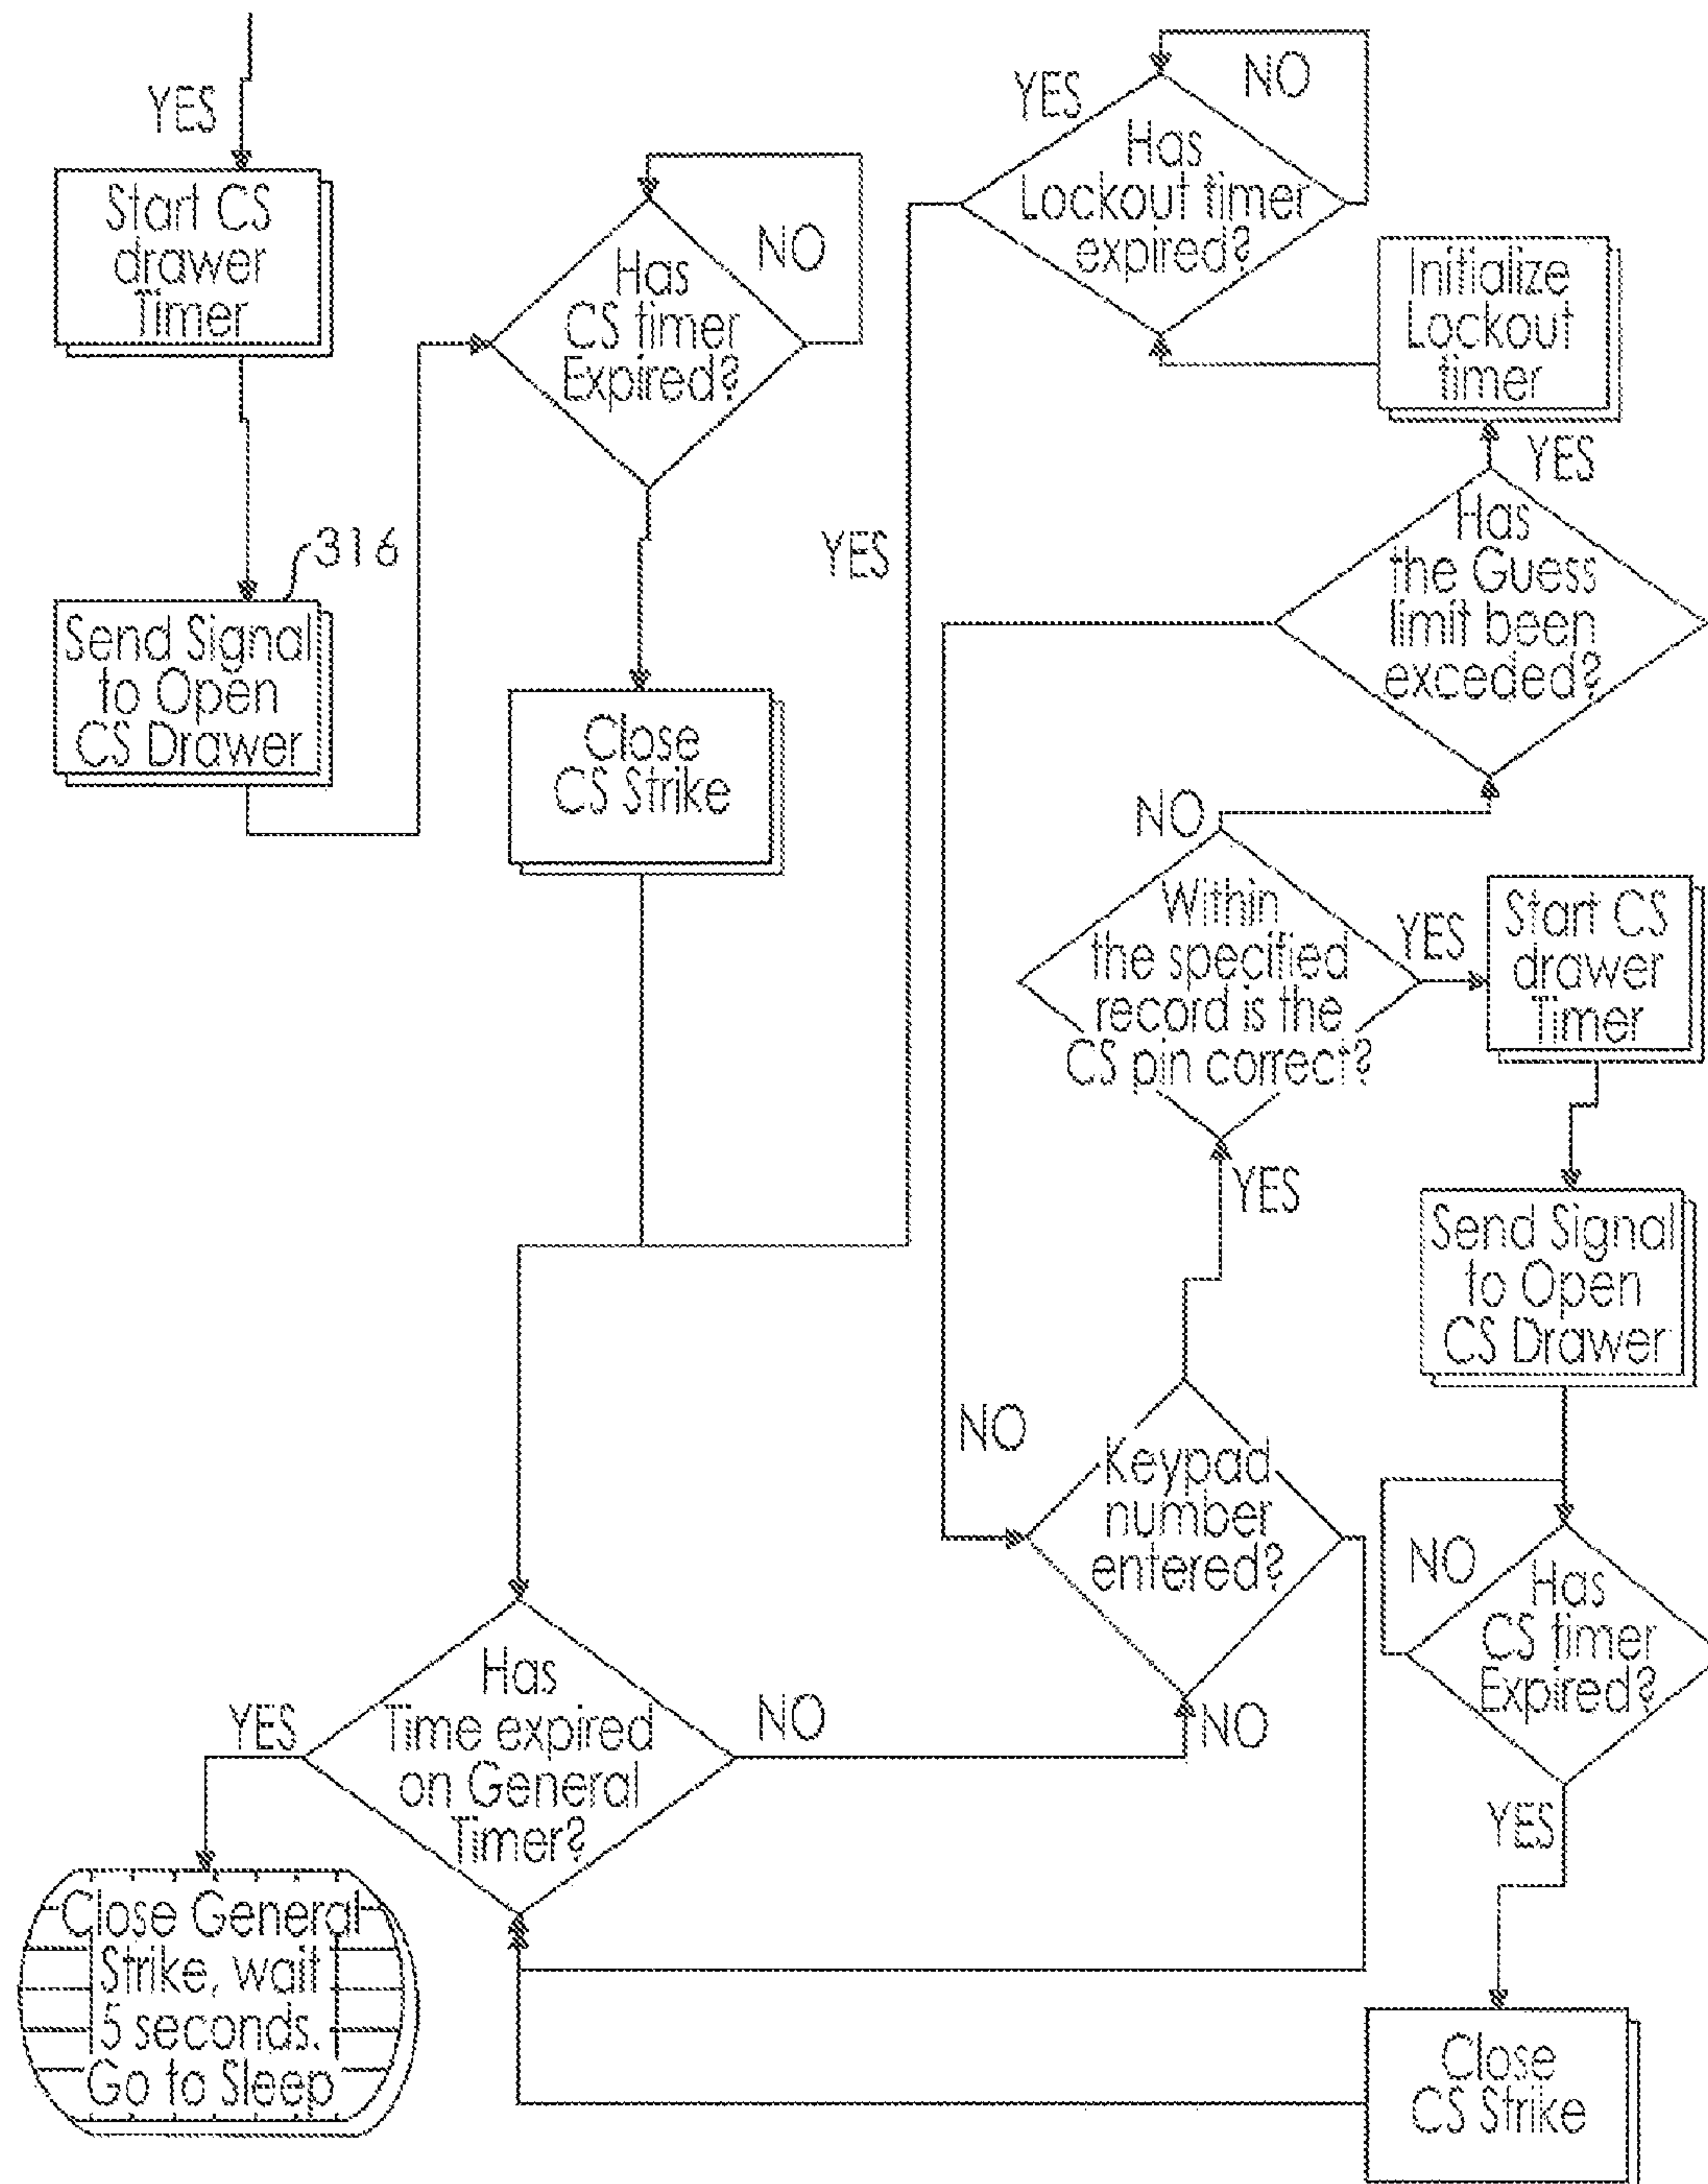 YES
Start CS
drawer
Timer
316
Send Signal
to Open
CS Drawer
NO
Has
CS timer
Expired?
Close
CS Strike
YES
YES
NO
Has
Lockout timer
expired?
Initialize
Lockout
timer
YES
Has
the Guess
limit been
exceded?
NO
Within
the specified
record is the
CS pin correct?
YES
Start CS
drawer
Timer
YES
Send Signal
to Open
CS Drawer
NO
Keypad
number
entered?
NO
NO
Has
CS timer
Expired?
YES
Close
CS Strike
YES
Has
Time expired
on General
Timer?
NO
Close General
Strike, wait
5 seconds.
Go to Sleep